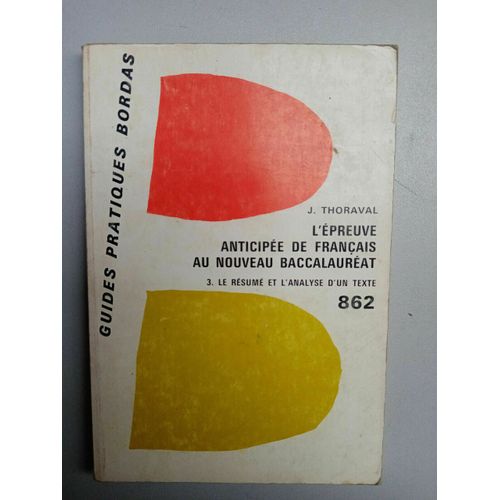 GUIDES PRATIQUES BORDAS
J. THORAVAL
L'ÉPREUVE
ANTICIPÉE DE FRANÇAIS
AU NOUVEAU BACCALAURÉAT
3. LE RÉSUMÉ ET L'ANALYSE D'UN TEXTE
862